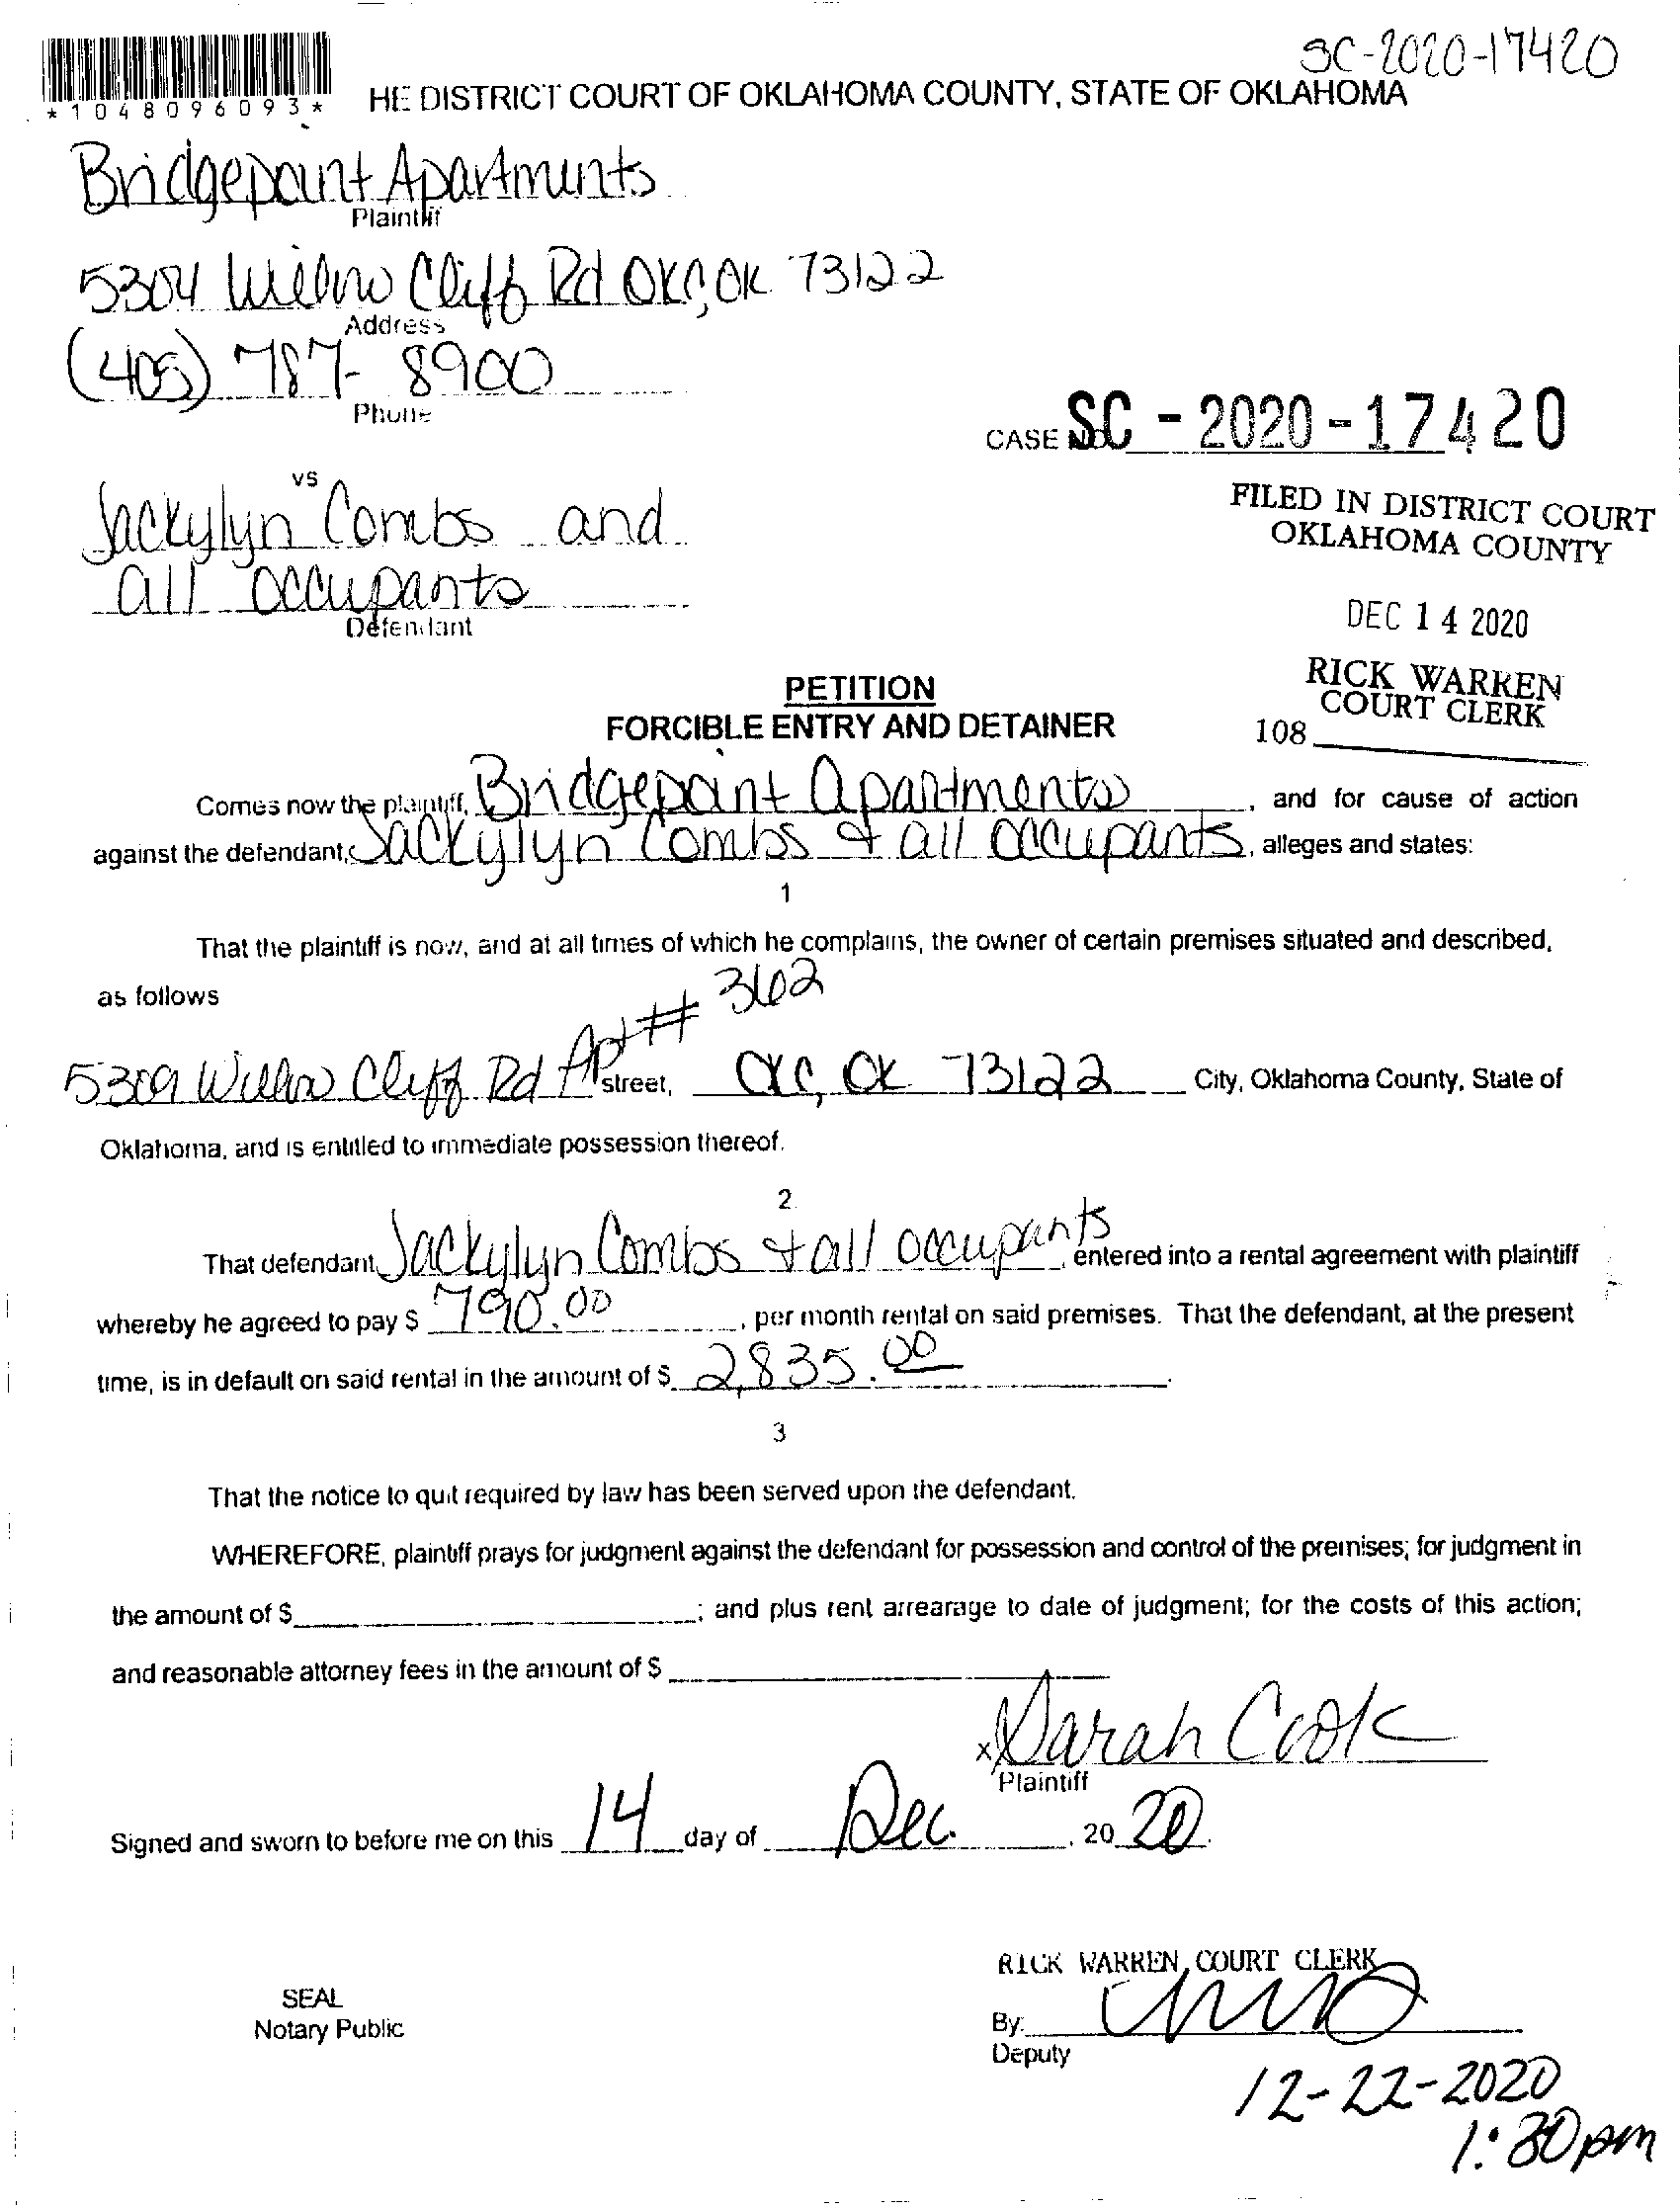 SC-2020-17420
*1048096093*
HE DISTRICT COURT OF OKLAHOMA COUNTY, STATE OF OKLAHOMA
Bridgepoint Apartments
Plaintiff
5304 Willow Cliff Rd OKC, OK 73122
Address
(405) 787-8900
Phone
CASE NO. SC-2020-17420
vs
Jackylyn Combs and
all occupants
Defendant
FILED IN DISTRICT COURT
OKLAHOMA COUNTY
DEC 14 2020
RICK WARREN
COURT CLERK
108
PETITION
FORCIBLE ENTRY AND DETAINER
Comes now the plaintiff, Bridgepoint Apartments, and for cause of action
against the defendant, Jackylyn Combs & all occupants, alleges and states:
1
That the plaintiff is now, and at all times of which he complains, the owner of certain premises situated and described,
as follows
5309 Willow Cliff Rd Apt # 362 street, OKC, OK 73122 City, Oklahoma County, State of
Oklahoma, and is entitled to immediate possession thereof.
2
That defendant Jackylyn Combs & all occupants, entered into a rental agreement with plaintiff
whereby he agreed to pay $ 790.00, per month rental on said premises. That the defendant, at the present
time, is in default on said rental in the amount of $ 2,835.00.
3
That the notice to quit required by law has been served upon the defendant.
WHEREFORE, plaintiff prays for judgment against the defendant for possession and control of the premises; for judgment in
the amount of $; and plus rent arrearage to date of judgment; for the costs of this action;
and reasonable attorney fees in the amount of $
x Sarah Cook
Plaintiff
Signed and sworn to before me on this 14 day of Dec, 20 20.
RICK WARREN, COURT CLERK
SEAL
Notary Public
By:
Deputy
12-22-2020
1:30pm